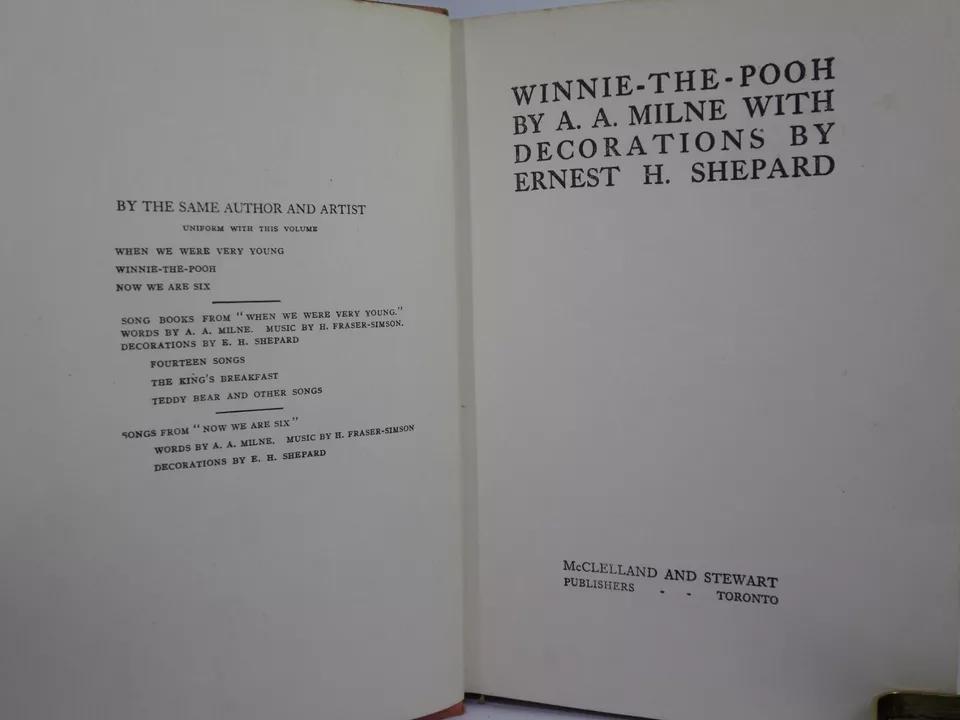 BY THE SAME AUTHOR AND ARTIST
UNIFORM WITH THIS VOLUME
WHEN WE WERE VERY YOUNG
WINNIE-THE-POOH
NOW WE ARE SIX
SONG BOOKS FROM "WHEN WE WERE VERY YOUNG."
WORDS BY A. A. MILNE. MUSIC BY H. FRASER-SIMSON.
DECORATIONS BY E. H. SHEPARD
FOURTEEN SONGS
THE KING'S BREAKFAST
TEDDY BEAR AND OTHER SONGS
SONGS FROM "NOW WE ARE SIX"
WORDS BY A. A. MILNE. MUSIC BY H. FRASER-SIMSON
DECORATIONS BY E. H. SHEPARD
WINNIE-THE-POOH
BY A. A. MILNE WITH
DECORATIONS BY
ERNEST H. SHEPARD
McCLELLAND AND STEWART
PUBLISHERS - - TORONTO